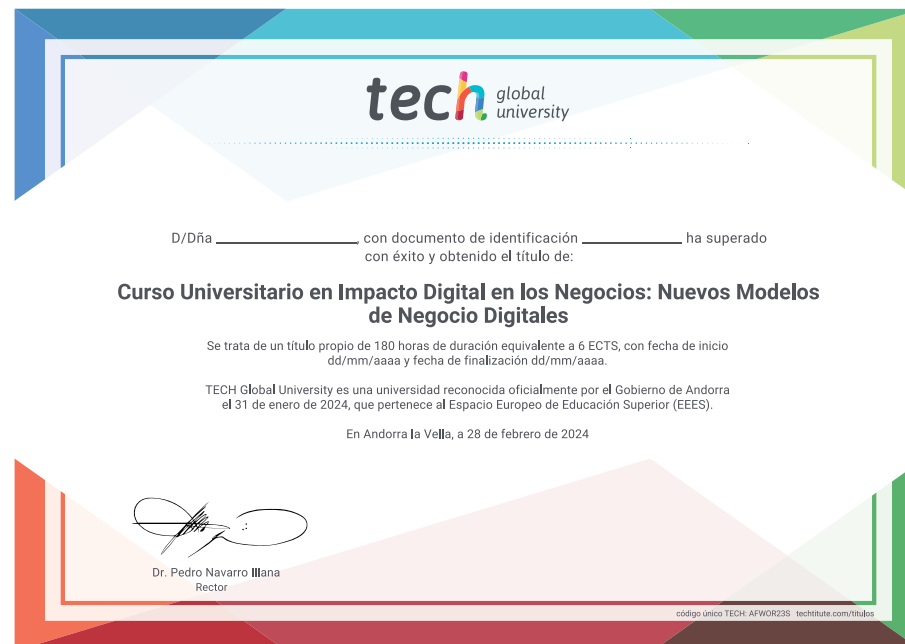 tech global
university
D/Dña ____________________, con documento de identificación ______________ ha superado
con éxito y obtenido el título de:
Curso Universitario en Impacto Digital en los Negocios: Nuevos Modelos
de Negocio Digitales
Se trata de un título propio de 180 horas de duración equivalente a 6 ECTS, con fecha de inicio
dd/mm/aaaa y fecha de finalización dd/mm/aaaa.
TECH Global University es una universidad reconocida oficialmente por el Gobierno de Andorra
el 31 de enero de 2024, que pertenece al Espacio Europeo de Educación Superior (EEES).
En Andorra la Vella, a 28 de febrero de 2024
Dr. Pedro Navarro Illana
Rector
código único TECH: AFWOR23S techtitute.com/titulos